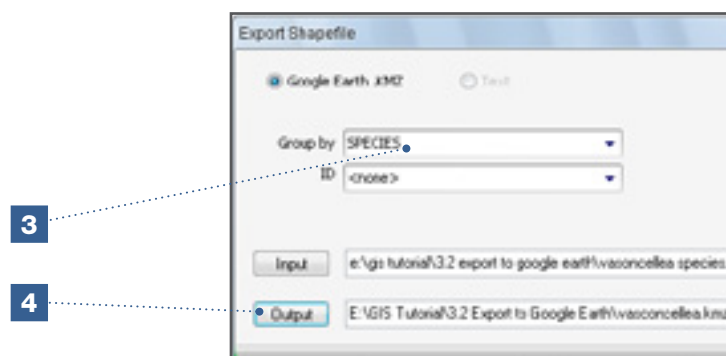 Export Shapefile
Google Earth .KMZ Text
Group by SPECIES
ID <none>
3
Input e:\gis tutorial\3.2 export to google earth\vasconcellea species.
4
Output E:\GIS Tutorial\3.2 Export to Google Earth\vasconcellea.kmz